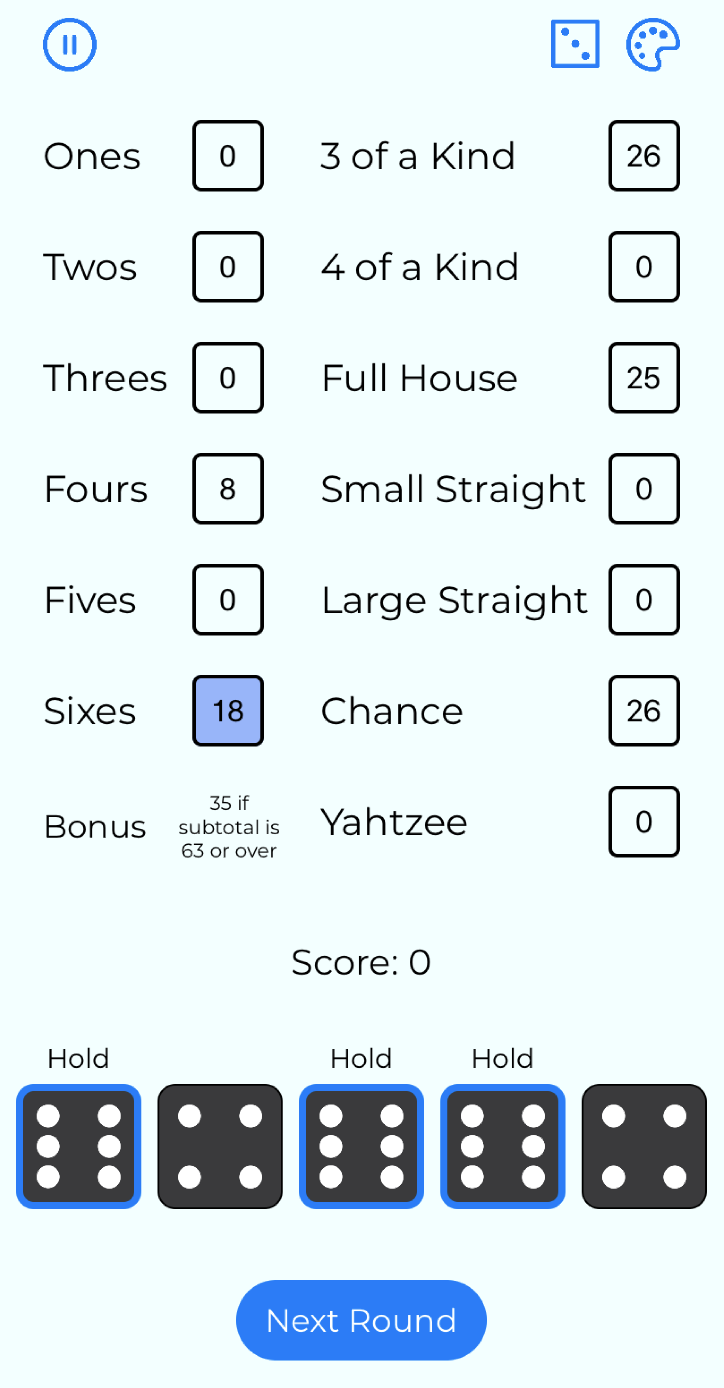 Ones 0 3 of a Kind 26
Twos 0 4 of a Kind 0
Threes 0 Full House 25
Fours 8 Small Straight 0
Fives 0 Large Straight 0
Sixes 18 Chance 26
Bonus 35 if
subtotal is
63 or over
Yahtzee 0
Score: 0
Hold Hold Hold
Next Round